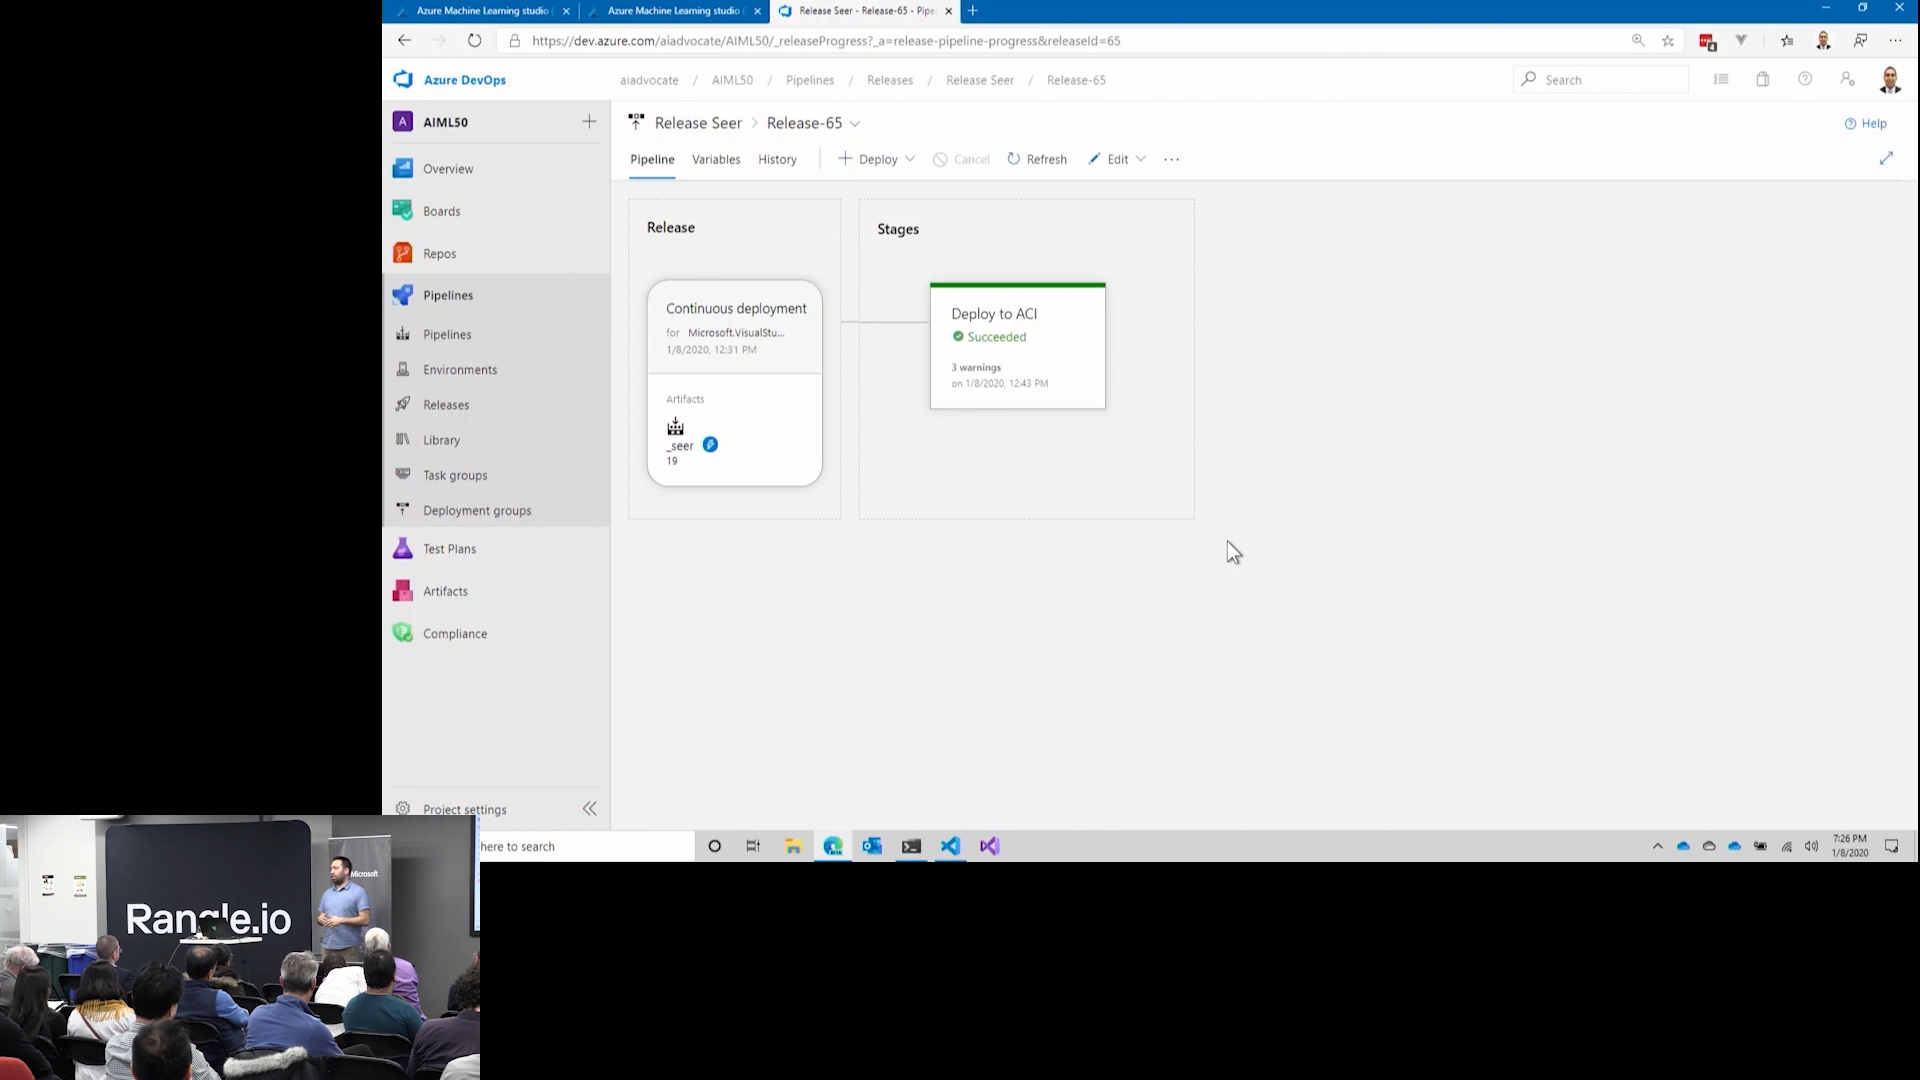 Azure Machine Learning studio (
Azure Machine Learning studio (
Release Seer - Release-65 - Pipe
https://dev.azure.com/aiadvocate/AIML50/_releaseProgress?_a=release-pipeline-progress&releaseId=65
Azure DevOps
aiadvocate / AIML50 / Pipelines / Releases / Release Seer / Release-65
Search
A AIML50
Release Seer > Release-65
Help
Pipeline Variables History Deploy Cancel Refresh Edit
Overview
Boards
Repos
Pipelines
Pipelines
Environments
Releases
Library
Task groups
Deployment groups
Test Plans
Artifacts
Compliance
Project settings
Release
Continuous deployment
for Microsoft.VisualStu...
1/8/2020, 12:31 PM
Artifacts
_seer
19
Stages
Deploy to ACI
Succeeded
3 warnings
on 1/8/2020, 12:43 PM
here to search
7:26 PM
1/8/2020
Microsoft
Rangle.io